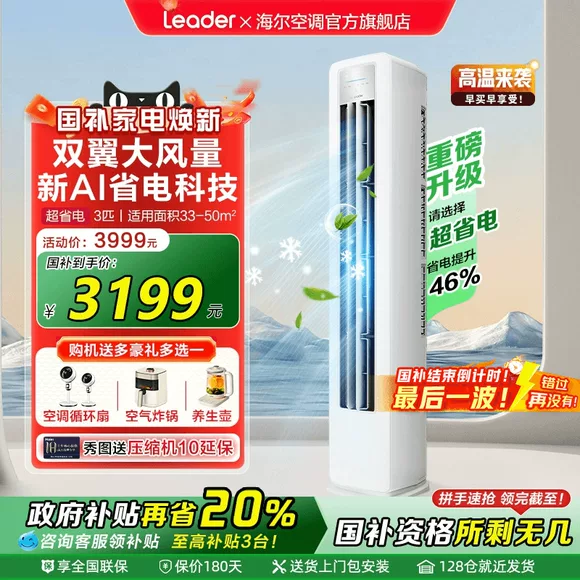 Leader × 海尔空调官方旗舰店
高温来袭
早买早享受!
国补家电焕新
双翼大风量
新AI省电科技
超省电 3匹 | 适用面积33-50m²
活动价: 3999元
国补到手价:
¥3199元
购机送多豪礼多选一
空调循环扇 空气炸锅 养生壶
秀图送压缩机10延保
重磅
升级
请选择
超省电
省电提升
46%
国补结束倒计时!
最后一波!
错过
再没有!
政府补贴再省20%
咨询客服领补贴 至高补贴3台!
拼手速抢 领完截至!
国补资格所剩无几
享全国联保 保价180天 送货上门包安装 128仓就近发货